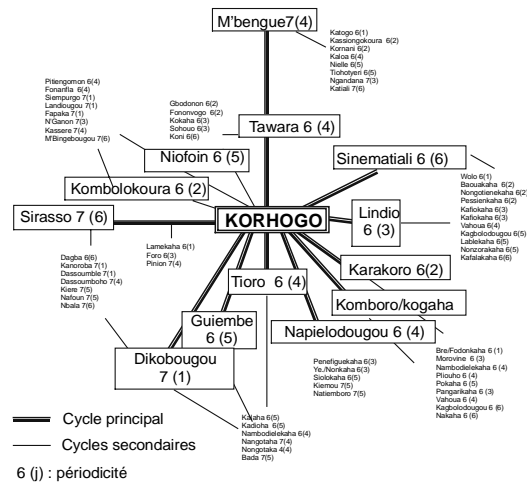 M'bengue7(4)
Katogo 6(1)
Kassiongokoura 6(2)
Kornani 6(2)
Kaloa 6(4)
Nielle 6(5)
Tiohotyeri 6(5)
Ngandana 7(3)
Katiali 7(6)
Pitiengomon 6(4)
Fonanfla 6(4)
Siempurgo 7(1)
Landiougou 7(1)
Fapaka 7(1)
N'Ganon 7(3)
Kassere 7(4)
M'Bingebougou 7(6)
Gbodonon 6(2)
Fononvogo 6(2)
Kokaha 6(3)
Sohouo 6(3)
Koni 6(6)
Tawara 6 (4)
Niofoin 6 (5)
Sinematiali 6 (6)
Kombolokoura 6 (2)
Wolo 6(1)
Baouakaha 6(2)
Nongotienekaha 6(2)
Pessienkaha 6(2)
Kafiokaha 6(3)
Kafiokaha 6(3)
Vahoua 6(4)
Kagbodougou 6(5)
Lablekaha 6(5)
Nonzorakaha 6(5)
Kafalakaha 6(6)
Sirasso 7 (6)
KORHOGO
Lindio
6 (3)
Lamekaha 6(1)
Foro 6(3)
Pinion 7(4)
Dagba 6(6)
Kanoroba 7(1)
Dassoumble 7(1)
Dassoumboho 7(4)
Kiere 7(5)
Nafoun 7(5)
Nbala 7(6)
Karakoro 6(2)
Tioro 6 (4)
Komboro/kogaha
Guiembe
6 (5)
Napielodougou 6 (4)
Dikobougou
7 (1)
Penefiguekaha 6(3)
Ye./Nonkaha 6(3)
Siolokaha 6(5)
Kiemou 7(5)
Natiemboro 7(5)
Bre/Fodonkaha 6 (1)
Morovine 6 (3)
Nambodielekaha 6 (4)
Pliouho 6 (4)
Pokaha 6 (5)
Pangarikaha 6 (3)
Vahoua 6 (4)
Kagbolodougou 6 (6)
Nakaha 6 (6)
Kalaha 6(5)
Kadioha 6(5)
Nambodielekaha 6(4)
Nangotaha 7(4)
Nongotaka 4(4)
Bada 7(5)
Cycle principal
Cycles secondaires
6 (j) : périodicité